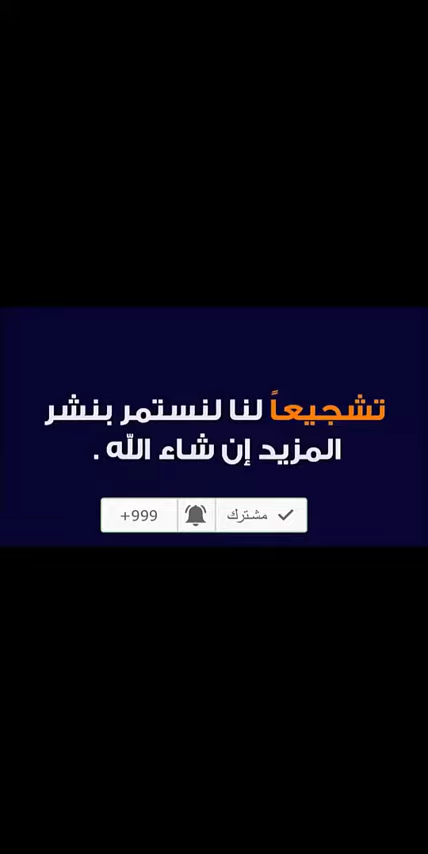 تشجيعاً لنا لنستمر بنشر
المزيد إن شاء الله .
✓ مشترك 999+